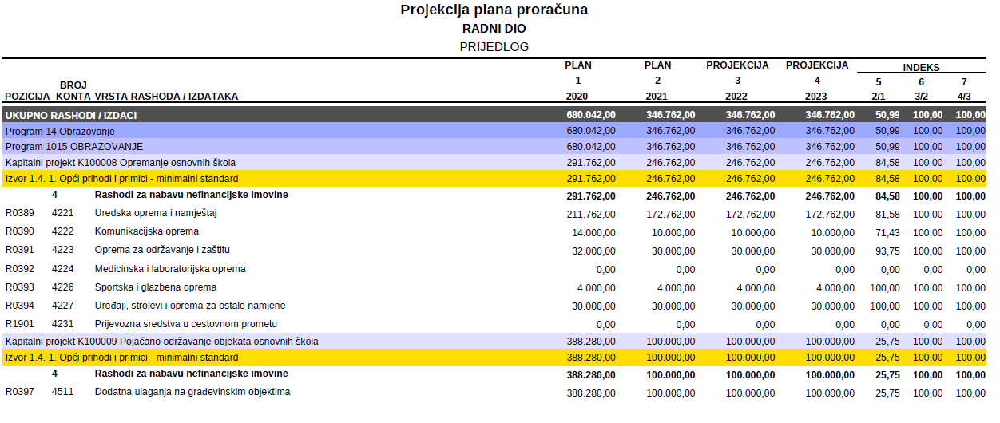 Projekcija plana proračuna
RADNI DIO
PRIJEDLOG
PLAN PLAN PROJEKCIJA PROJEKCIJA INDEKS
BROJ 1 2 3 4 5 6 7
POZICIJA KONTA VRSTA RASHODA / IZDATAKA 2020 2021 2022 2023 2/1 3/2 4/3
UKUPNO RASHODI / IZDACI 680.042,00 346.762,00 346.762,00 346.762,00 50,99 100,00 100,00
Program 14 Obrazovanje 680.042,00 346.762,00 346.762,00 346.762,00 50,99 100,00 100,00
Program 1015 OBRAZOVANJE 680.042,00 346.762,00 346.762,00 346.762,00 50,99 100,00 100,00
Kapitalni projekt K100008 Opremanje osnovnih škola 291.762,00 246.762,00 246.762,00 246.762,00 84,58 100,00 100,00
Izvor 1.4. 1. Opći prihodi i primici - minimalni standard 291.762,00 246.762,00 246.762,00 246.762,00 84,58 100,00 100,00
4 Rashodi za nabavu nefinancijske imovine 291.762,00 246.762,00 246.762,00 246.762,00 84,58 100,00 100,00
R0389 4221 Uredska oprema i namještaj 211.762,00 172.762,00 172.762,00 172.762,00 81,58 100,00 100,00
R0390 4222 Komunikacijska oprema 14.000,00 10.000,00 10.000,00 10.000,00 71,43 100,00 100,00
R0391 4223 Oprema za održavanje i zaštitu 32.000,00 30.000,00 30.000,00 30.000,00 93,75 100,00 100,00
R0392 4224 Medicinska i laboratorijska oprema 0,00 0,00 0,00 0,00 0,00 0,00 0,00
R0393 4226 Sportska i glazbena oprema 4.000,00 4.000,00 4.000,00 4.000,00 100,00 100,00 100,00
R0394 4227 Uređaji, strojevi i oprema za ostale namjene 30.000,00 30.000,00 30.000,00 30.000,00 100,00 100,00 100,00
R1901 4231 Prijevozna sredstva u cestovnom prometu 0,00 0,00 0,00 0,00 0,00 0,00 0,00
Kapitalni projekt K100009 Pojačano održavanje objekata osnovnih škola 388.280,00 100.000,00 100.000,00 100.000,00 25,75 100,00 100,00
Izvor 1.4. 1. Opći prihodi i primici - minimalni standard 388.280,00 100.000,00 100.000,00 100.000,00 25,75 100,00 100,00
4 Rashodi za nabavu nefinancijske imovine 388.280,00 100.000,00 100.000,00 100.000,00 25,75 100,00 100,00
R0397 4511 Dodatna ulaganja na građevinskim objektima 388.280,00 100.000,00 100.000,00 100.000,00 25,75 100,00 100,00